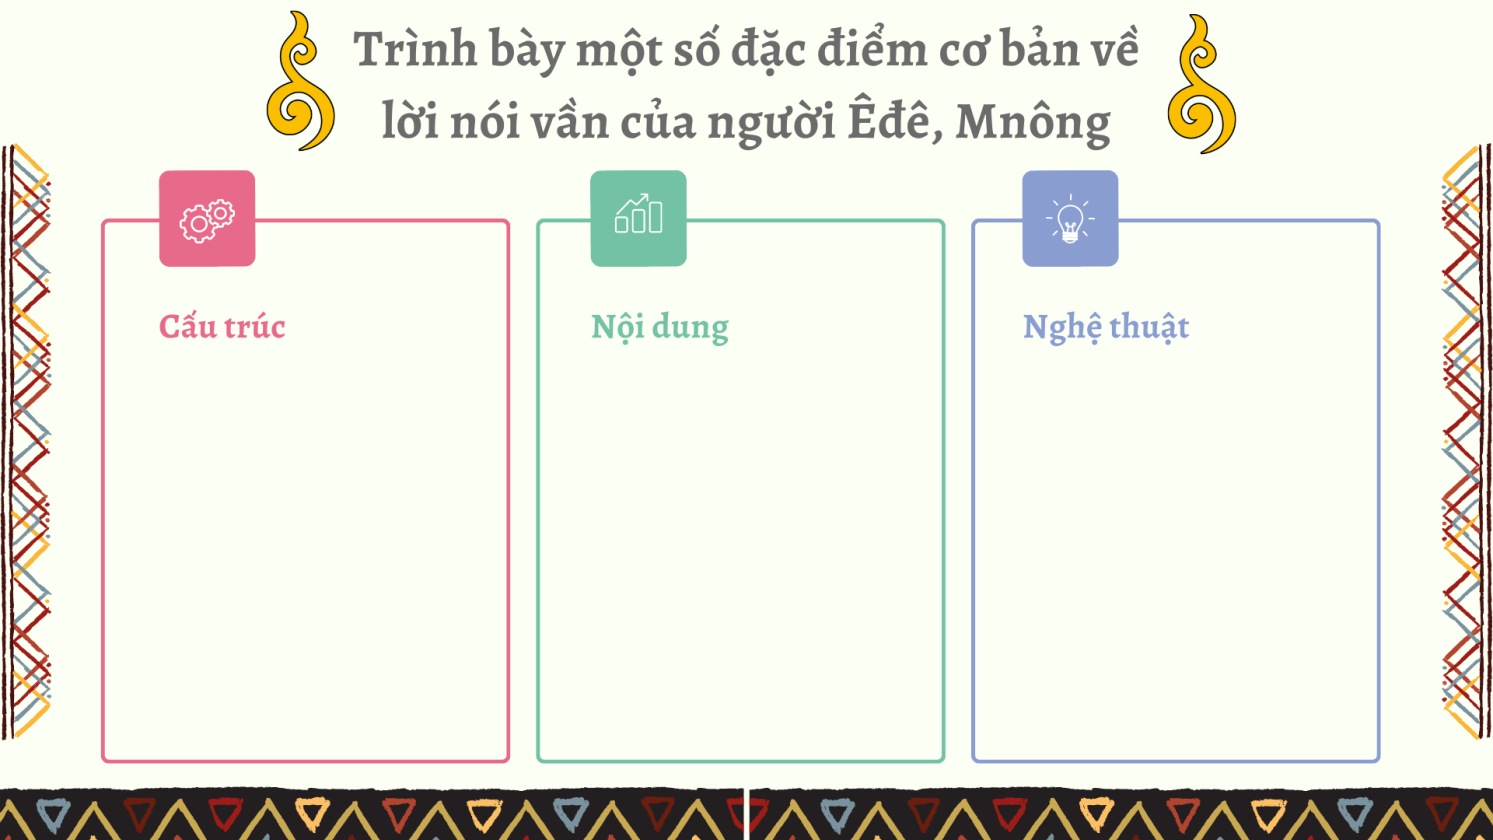 Trình bày một số đặc điểm cơ bản về
lời nói vần của người Êđê, Mnông
Cấu trúc
Nội dung
Nghệ thuật